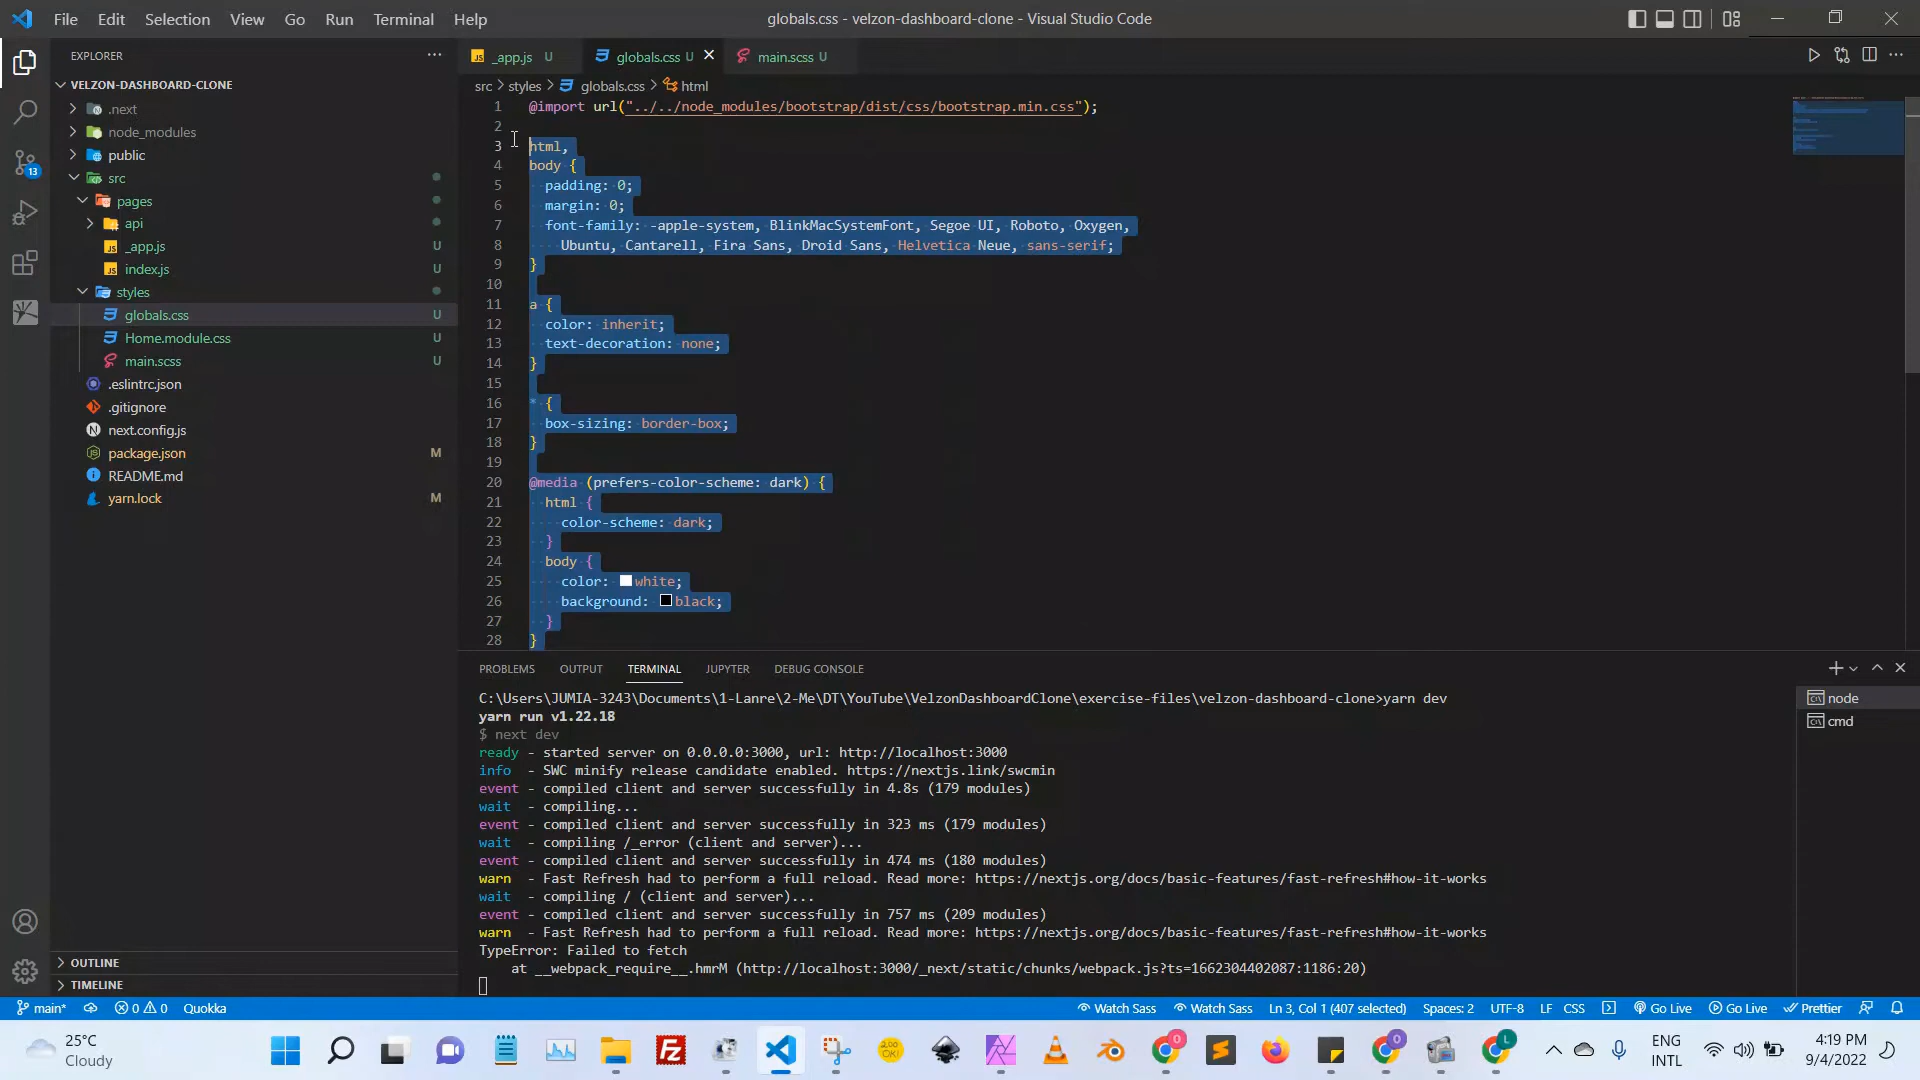 File Edit Selection View Go Run Terminal Help
globals.css - velzon-dashboard-clone - Visual Studio Code
EXPLORER
VELZON-DASHBOARD-CLONE
.next
node_modules
public
src
pages
api
_app.js U
index.js U
styles
globals.css U
Home.module.css U
main.scss U
.eslintrc.json
.gitignore
next.config.js
package.json M
README.md
yarn.lock M
OUTLINE
TIMELINE
13
_app.js U
globals.css U
main.scss U
src > styles > globals.css > html
1 @import url("../../node_modules/bootstrap/dist/css/bootstrap.min.css");
2
3 html,
4 body {
5 padding: 0;
6 margin: 0;
7 font-family: -apple-system, BlinkMacSystemFont, Segoe UI, Roboto, Oxygen,
8 Ubuntu, Cantarell, Fira Sans, Droid Sans, Helvetica Neue, sans-serif;
9 }
10
11 a {
12 color: inherit;
13 text-decoration: none;
14 }
15
16 * {
17 box-sizing: border-box;
18 }
19
20 @media (prefers-color-scheme: dark) {
21 html {
22 color-scheme: dark;
23 }
24 body {
25 color: white;
26 background: black;
27 }
28 }
PROBLEMS OUTPUT TERMINAL JUPYTER DEBUG CONSOLE
C:\Users\JUMIA-3243\Documents\1-Lanre\2-Me\DT\YouTube\VelzonDashboardClone\exercise-files\velzon-dashboard-clone>yarn dev
yarn run v1.22.18
$ next dev
ready - started server on 0.0.0.0:3000, url: http://localhost:3000
info - SWC minify release candidate enabled. https://nextjs.link/swcmin
event - compiled client and server successfully in 4.8s (179 modules)
wait - compiling...
event - compiled client and server successfully in 323 ms (179 modules)
wait - compiling /_error (client and server)...
event - compiled client and server successfully in 474 ms (180 modules)
warn - Fast Refresh had to perform a full reload. Read more: https://nextjs.org/docs/basic-features/fast-refresh#how-it-works
wait - compiling / (client and server)...
event - compiled client and server successfully in 757 ms (209 modules)
warn - Fast Refresh had to perform a full reload. Read more: https://nextjs.org/docs/basic-features/fast-refresh#how-it-works
TypeError: Failed to fetch
at __webpack_require__.hmrM (http://localhost:3000/_next/static/chunks/webpack.js?ts=1662304402087:1186:20)
node
cmd
main* 0 0 Quokka
Watch Sass Watch Sass Ln 3, Col 1 (407 selected) Spaces: 2 UTF-8 LF CSS Go Live Go Live Prettier
25°C
Cloudy
ENG
INTL
4:19 PM
9/4/2022